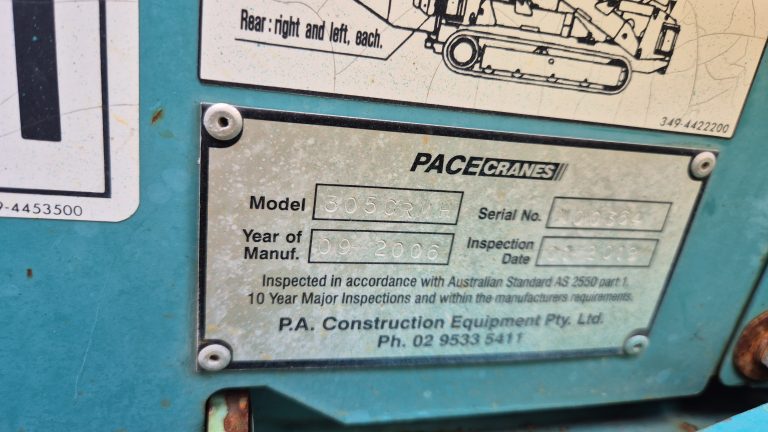 Rear: right and left, each.
349-4422200
9-4453500
PACE CRANES
Model 305CRMH Serial No.
Year of Manuf. 09-2006 Inspection Date
Inspected in accordance with Australian Standard AS 2550 part 1.
10 Year Major Inspections and within the manufacturers requirements.
P.A. Construction Equipment Pty. Ltd.
Ph. 02 9533 5411